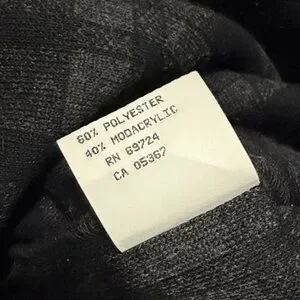 60% POLYESTER
40% MODACRYLIC
RN 69724
CA 05367